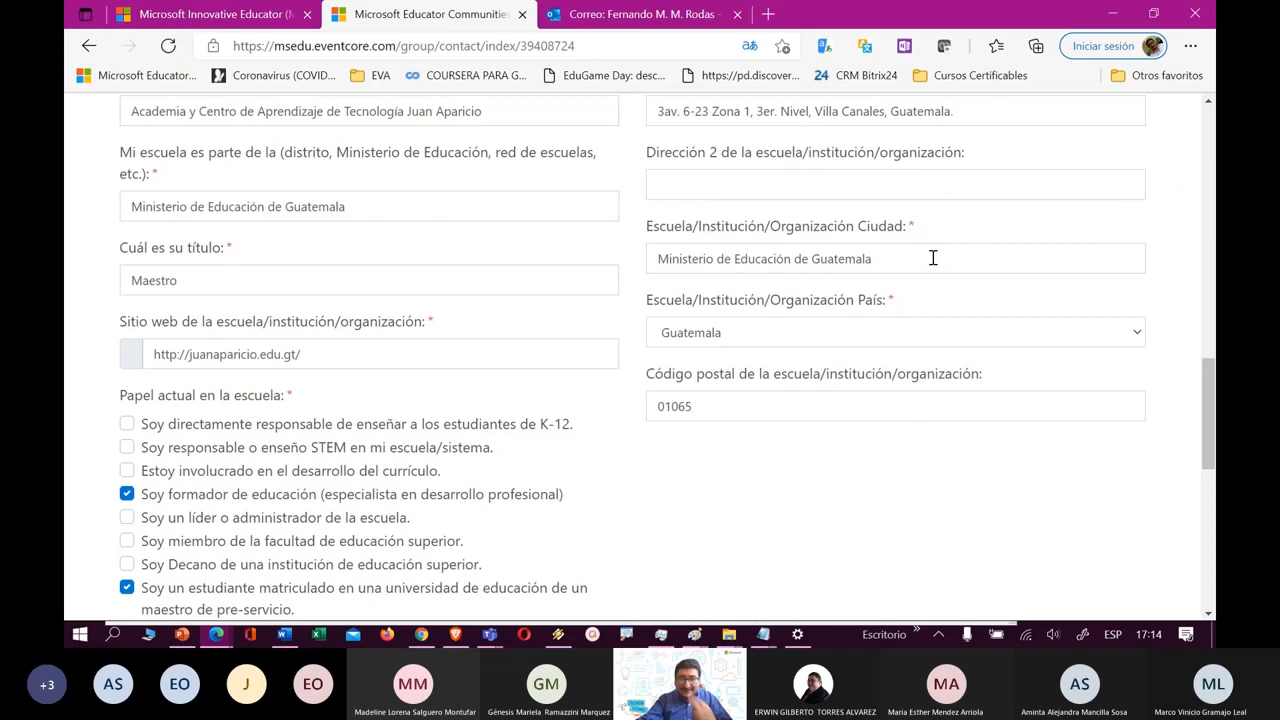 Microsoft Innovative Educator (M
Microsoft Educator Communities
Correo: Fernando M. M. Rodas -
https://msedu.eventcore.com/group/contact/index/39408724
Iniciar sesión
Microsoft Educator...
Coronavirus (COVID...
EVA
COURSERA PARA G...
EduGame Day: desc...
https://pd.discover...
24 CRM Bitrix24
Cursos Certificables
Otros favoritos
Academia y Centro de Aprendizaje de Tecnología Juan Aparicio
3av. 6-23 Zona 1, 3er. Nivel, Villa Canales, Guatemala.
Mi escuela es parte de la (distrito, Ministerio de Educación, red de escuelas,
etc.): *
Ministerio de Educación de Guatemala
Cuál es su título: *
Maestro
Sitio web de la escuela/institución/organización: *
http://juanaparicio.edu.gt/
Papel actual en la escuela: *
Soy directamente responsable de enseñar a los estudiantes de K-12.
Soy responsable o enseño STEM en mi escuela/sistema.
Estoy involucrado en el desarrollo del currículo.
Soy formador de educación (especialista en desarrollo profesional)
Soy un líder o administrador de la escuela.
Soy miembro de la facultad de educación superior.
Soy Decano de una institución de educación superior.
Soy un estudiante matriculado en una universidad de educación de un
maestro de pre-servicio.
Dirección 2 de la escuela/institución/organización:
Escuela/Institución/Organización Ciudad: *
Ministerio de Educación de Guatemala
Escuela/Institución/Organización País: *
Guatemala
Código postal de la escuela/institución/organización:
01065
Escritorio
ESP
17:14
+3
AS
EO
J
EO
MM
Madeline Lorena Salguero Montufar
GM
Génesis Mariela Ramazzini Marquez
ERWIN GILBERTO TORRES ALVAREZ
MA
Maria Esther Mendez Arriola
AS
Aminta Alejandra Mancilla Sosa
ML
Marco Vinicio Gramajo Leal